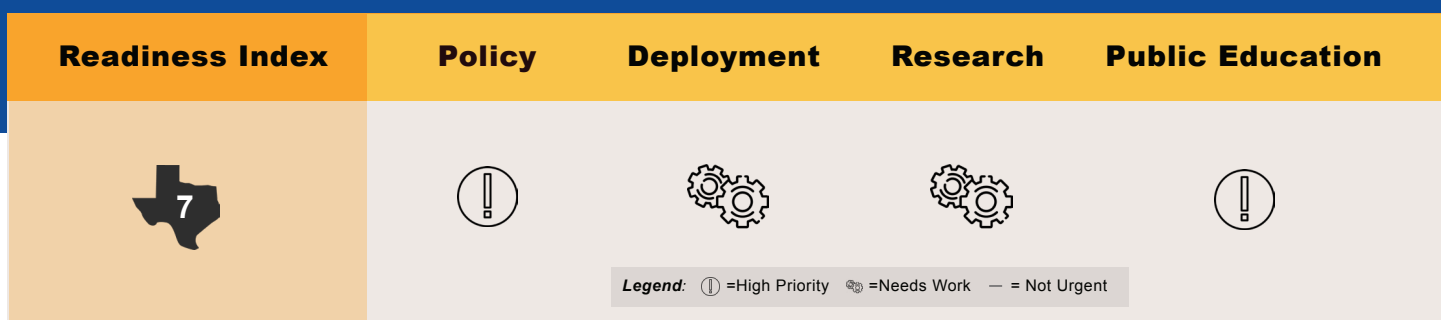 Readiness Index Policy Deployment Research Public Education
7
Legend: =High Priority =Needs Work — = Not Urgent